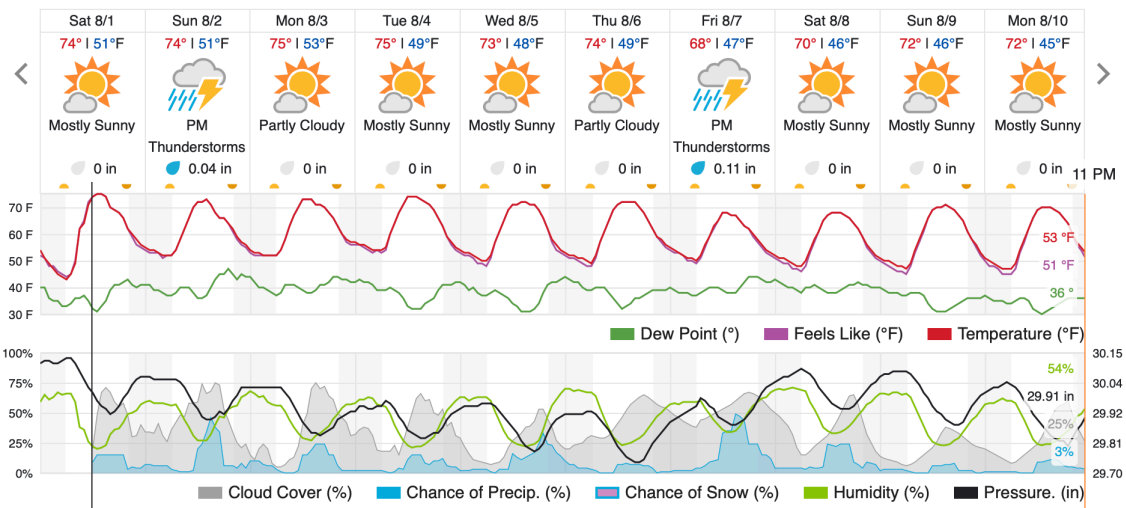 Sat 8/1 Sun 8/2 Mon 8/3 Tue 8/4 Wed 8/5 Thu 8/6 Fri 8/7 Sat 8/8 Sun 8/9 Mon 8/10
74° | 51°F 74° | 51°F 75° | 53°F 75° | 49°F 73° | 48°F 74° | 49°F 68° | 47°F 70° | 46°F 72° | 46°F 72° | 45°F
Mostly Sunny PM Partly Cloudy Mostly Sunny Mostly Sunny Partly Cloudy PM Mostly Sunny Mostly Sunny Mostly Sunny
Thunderstorms Thunderstorms
0 in 0.04 in 0 in 0 in 0 in 0 in 0.11 in 0 in 0 in 0 in 11 PM
70 F
60 F 53 °F
50 F 51 °F
40 F 36 °
30 F
Dew Point (°) Feels Like (°F) Temperature (°F)
100% 30.15
54%
75% 30.04
29.91 in
50% 29.92
25%
25% 29.81
3%
0% 29.70
Cloud Cover (%) Chance of Precip. (%) Chance of Snow (%) Humidity (%) Pressure. (in)